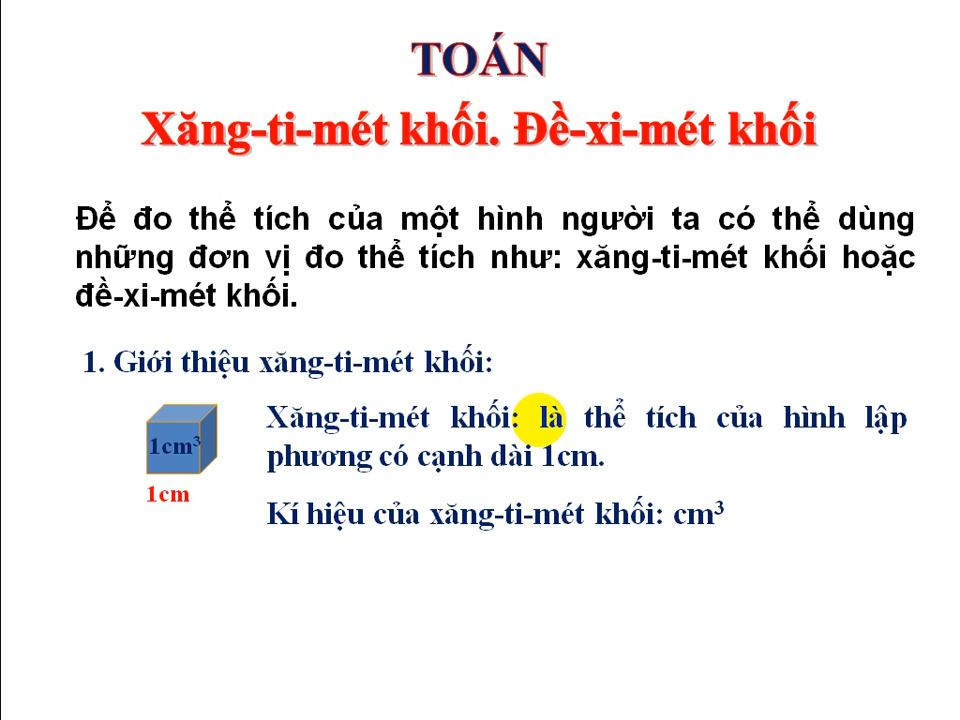 TOÁN
Xăng-ti-mét khối. Đề-xi-mét khối
Để đo thể tích của một hình người ta có thể dùng
những đơn vị đo thể tích như: xăng-ti-mét khối hoặc
đề-xi-mét khối.
1. Giới thiệu xăng-ti-mét khối:
1cm³
1cm
Xăng-ti-mét khối: là thể tích của hình lập
phương có cạnh dài 1cm.
Kí hiệu của xăng-ti-mét khối: cm³